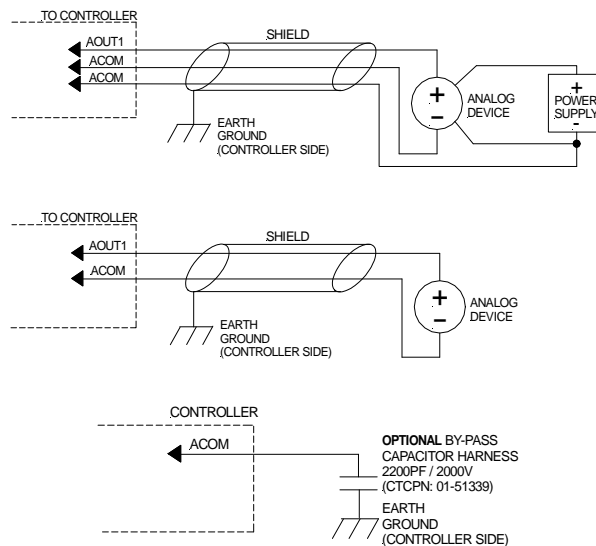 TO CONTROLLER
AOUT1
SHIELD
ACOM
ACOM
+
-
ANALOG
DEVICE
+
POWER
SUPPLY
-
EARTH
GROUND
(CONTROLLER SIDE)
TO CONTROLLER
AOUT1
SHIELD
ACOM
+
-
ANALOG
DEVICE
EARTH
GROUND
(CONTROLLER SIDE)
CONTROLLER
ACOM
OPTIONAL BY-PASS
CAPACITOR HARNESS
2200PF / 2000V
(CTCPN: 01-51339)
EARTH
GROUND
(CONTROLLER SIDE)